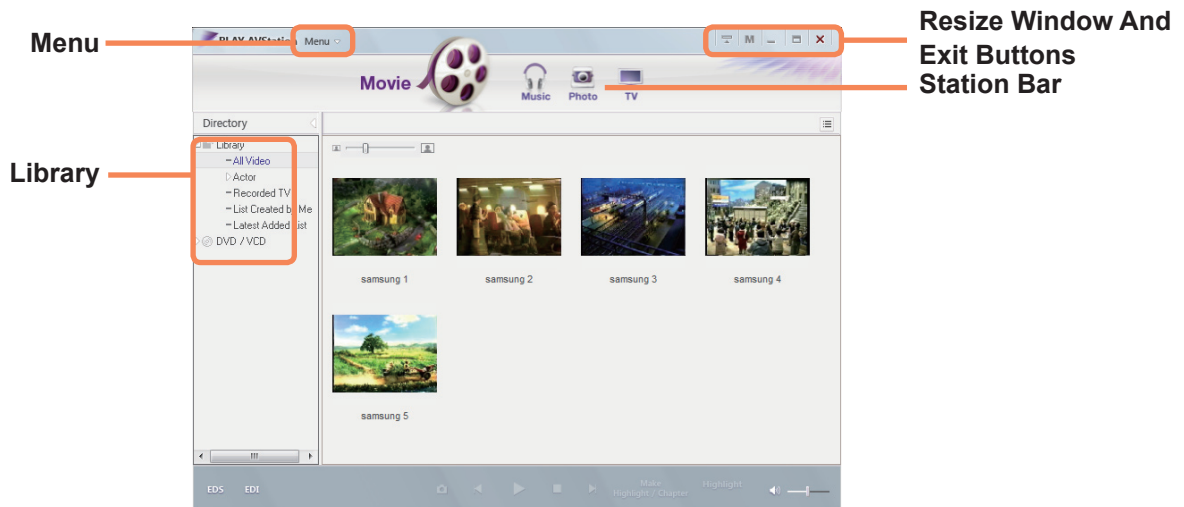 Menu
PLAY AVStation Menu
M
Resize Window And
Exit Buttons
Station Bar
Movie
Music Photo TV
Directory
Library
Library
All Video
Actor
Recorded TV
List Created by Me
Latest Added List
DVD / VCD
samsung 1 samsung 2 samsung 3 samsung 4
samsung 5
EDS EDI
Make
Highlight / Chapter
Highlight